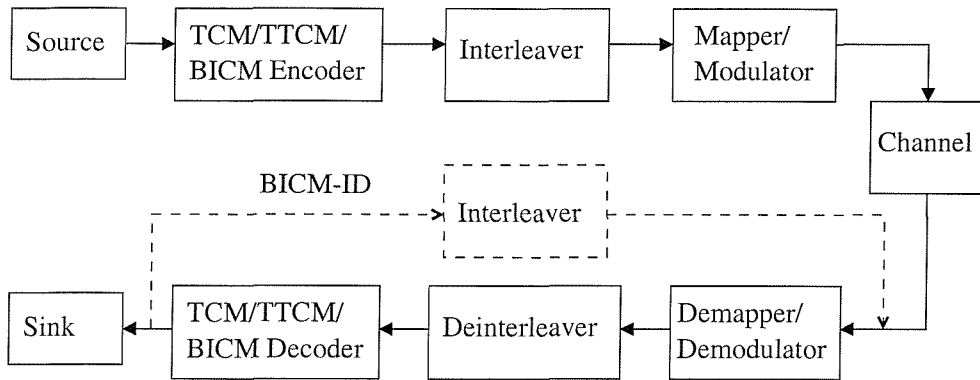 Source
TCM/TTCM/
BICM Encoder
Interleaver
Mapper/
Modulator
Channel
BICM-ID
Interleaver
Sink
TCM/TTCM/
BICM Decoder
Deinterleaver
Demapper/
Demodulator